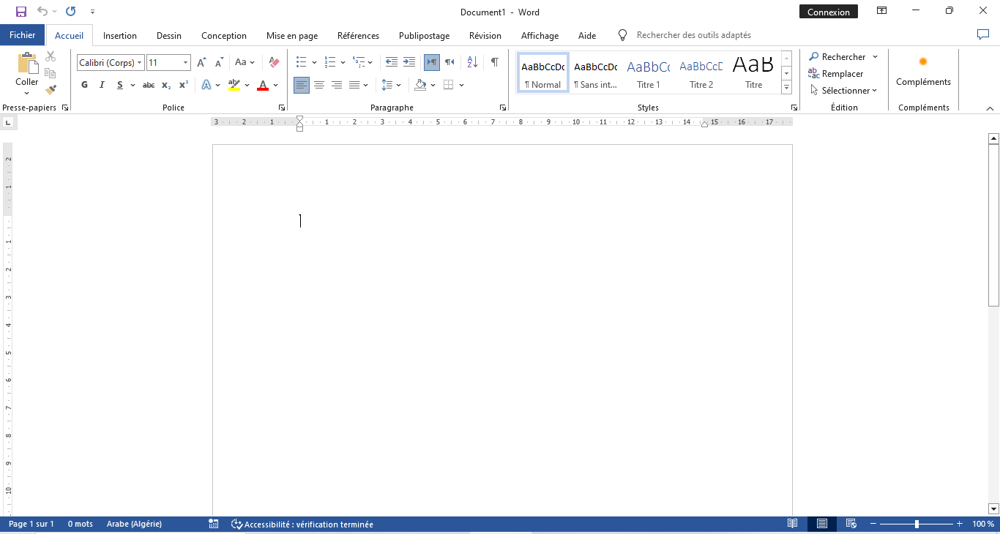 Document1 - Word
Connexion
Fichier Accueil Insertion Dessin Conception Mise en page Références Publipostage Révision Affichage Aide Rechercher des outils adaptés
Coller
Presse-papiers
Calibri (Corps) 11 Aa
G I S abc x₂ x² A ab A
Police
A Z ¶
Paragraphe
AaBbCcDc AaBbCcDc AaBbCc AaBbCcD AaB
¶ Normal ¶ Sans int... Titre 1 Titre 2 Titre
Styles
Rechercher
Remplacer
Sélectionner
Édition
Compléments
Compléments
3 2 1 1 2 3 4 5 6 7 8 9 10 11 12 13 14 15 16 17
2
1
1
2
3
4
5
6
7
8
9
10
Page 1 sur 1 0 mots Arabe (Algérie) Accessibilité : vérification terminée 100 %